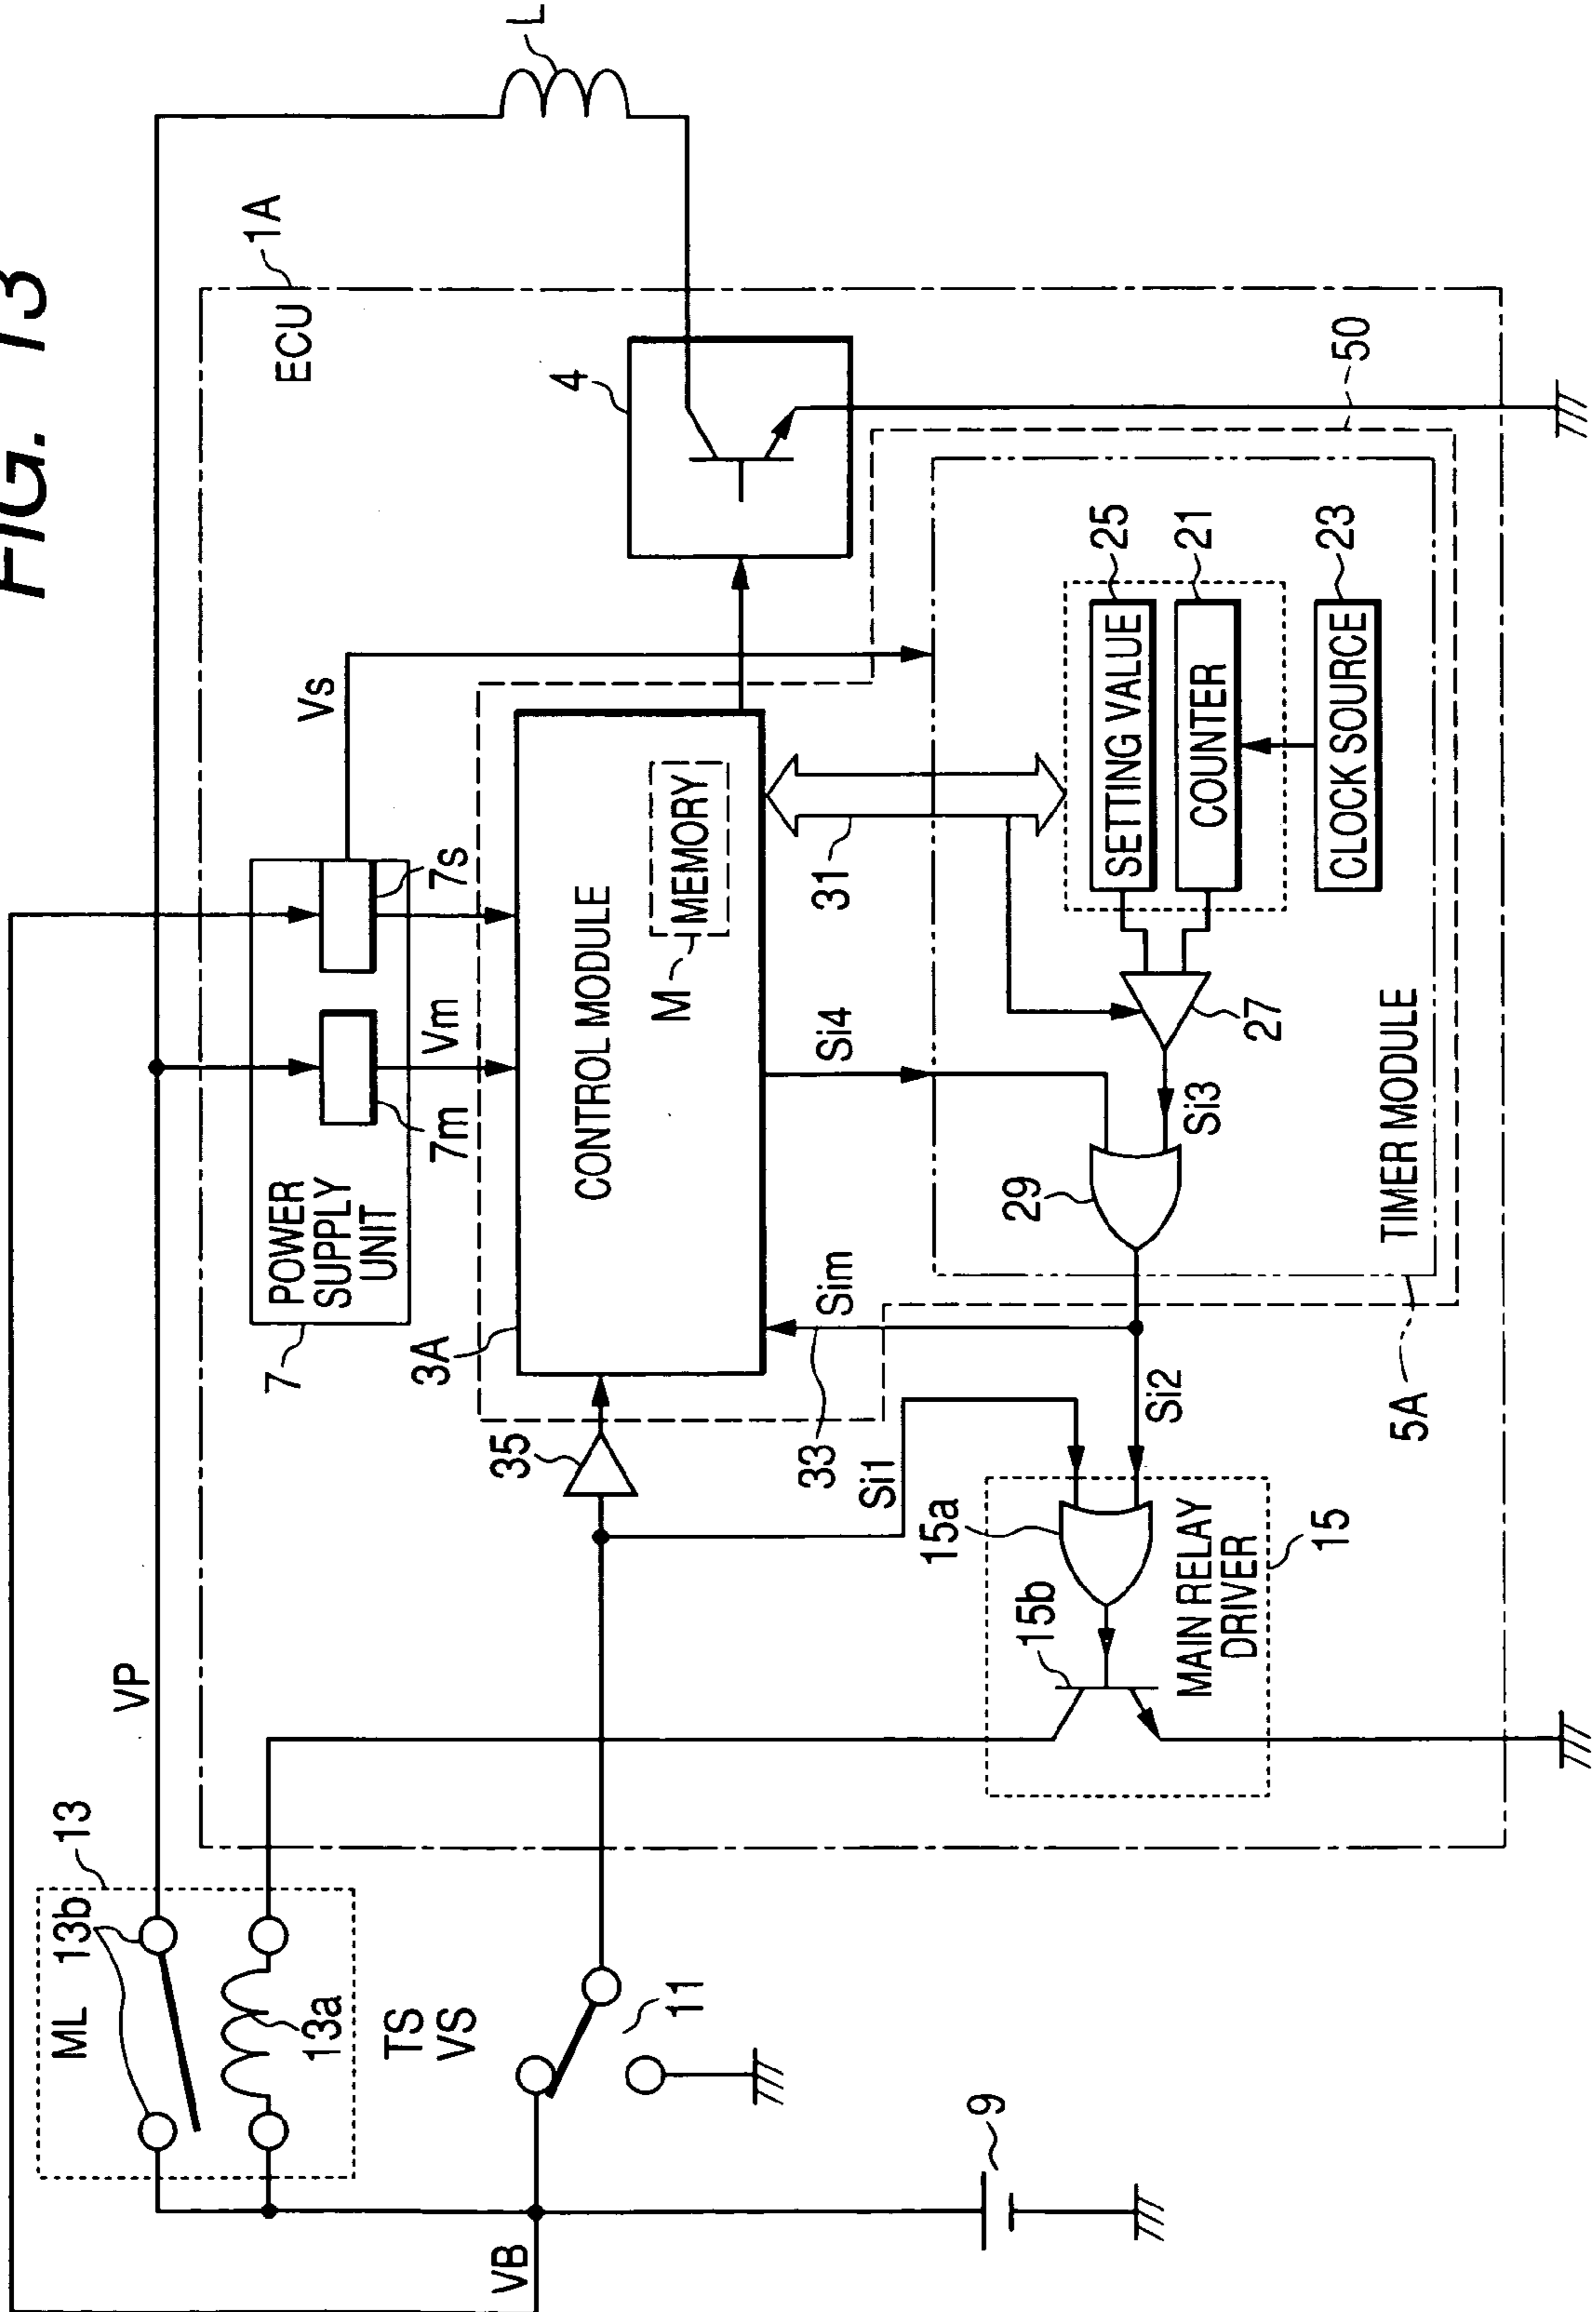 FIG. 13
L
1A
ECU
VP
ML
13b
13
13a
TS
VS
11
VB
9
POWER
SUPPLY
UNIT
7
7m
7s
Vm
Vs
4
35
3A
CONTROL MODULE
MEMORY
M
50
Si1
33
Sim
Si4
31
15a
15b
MAIN RELAY
DRIVER
15
Si2
29
Si3
27
SETTING VALUE
25
COUNTER
21
CLOCK SOURCE
23
TIMER MODULE
5A